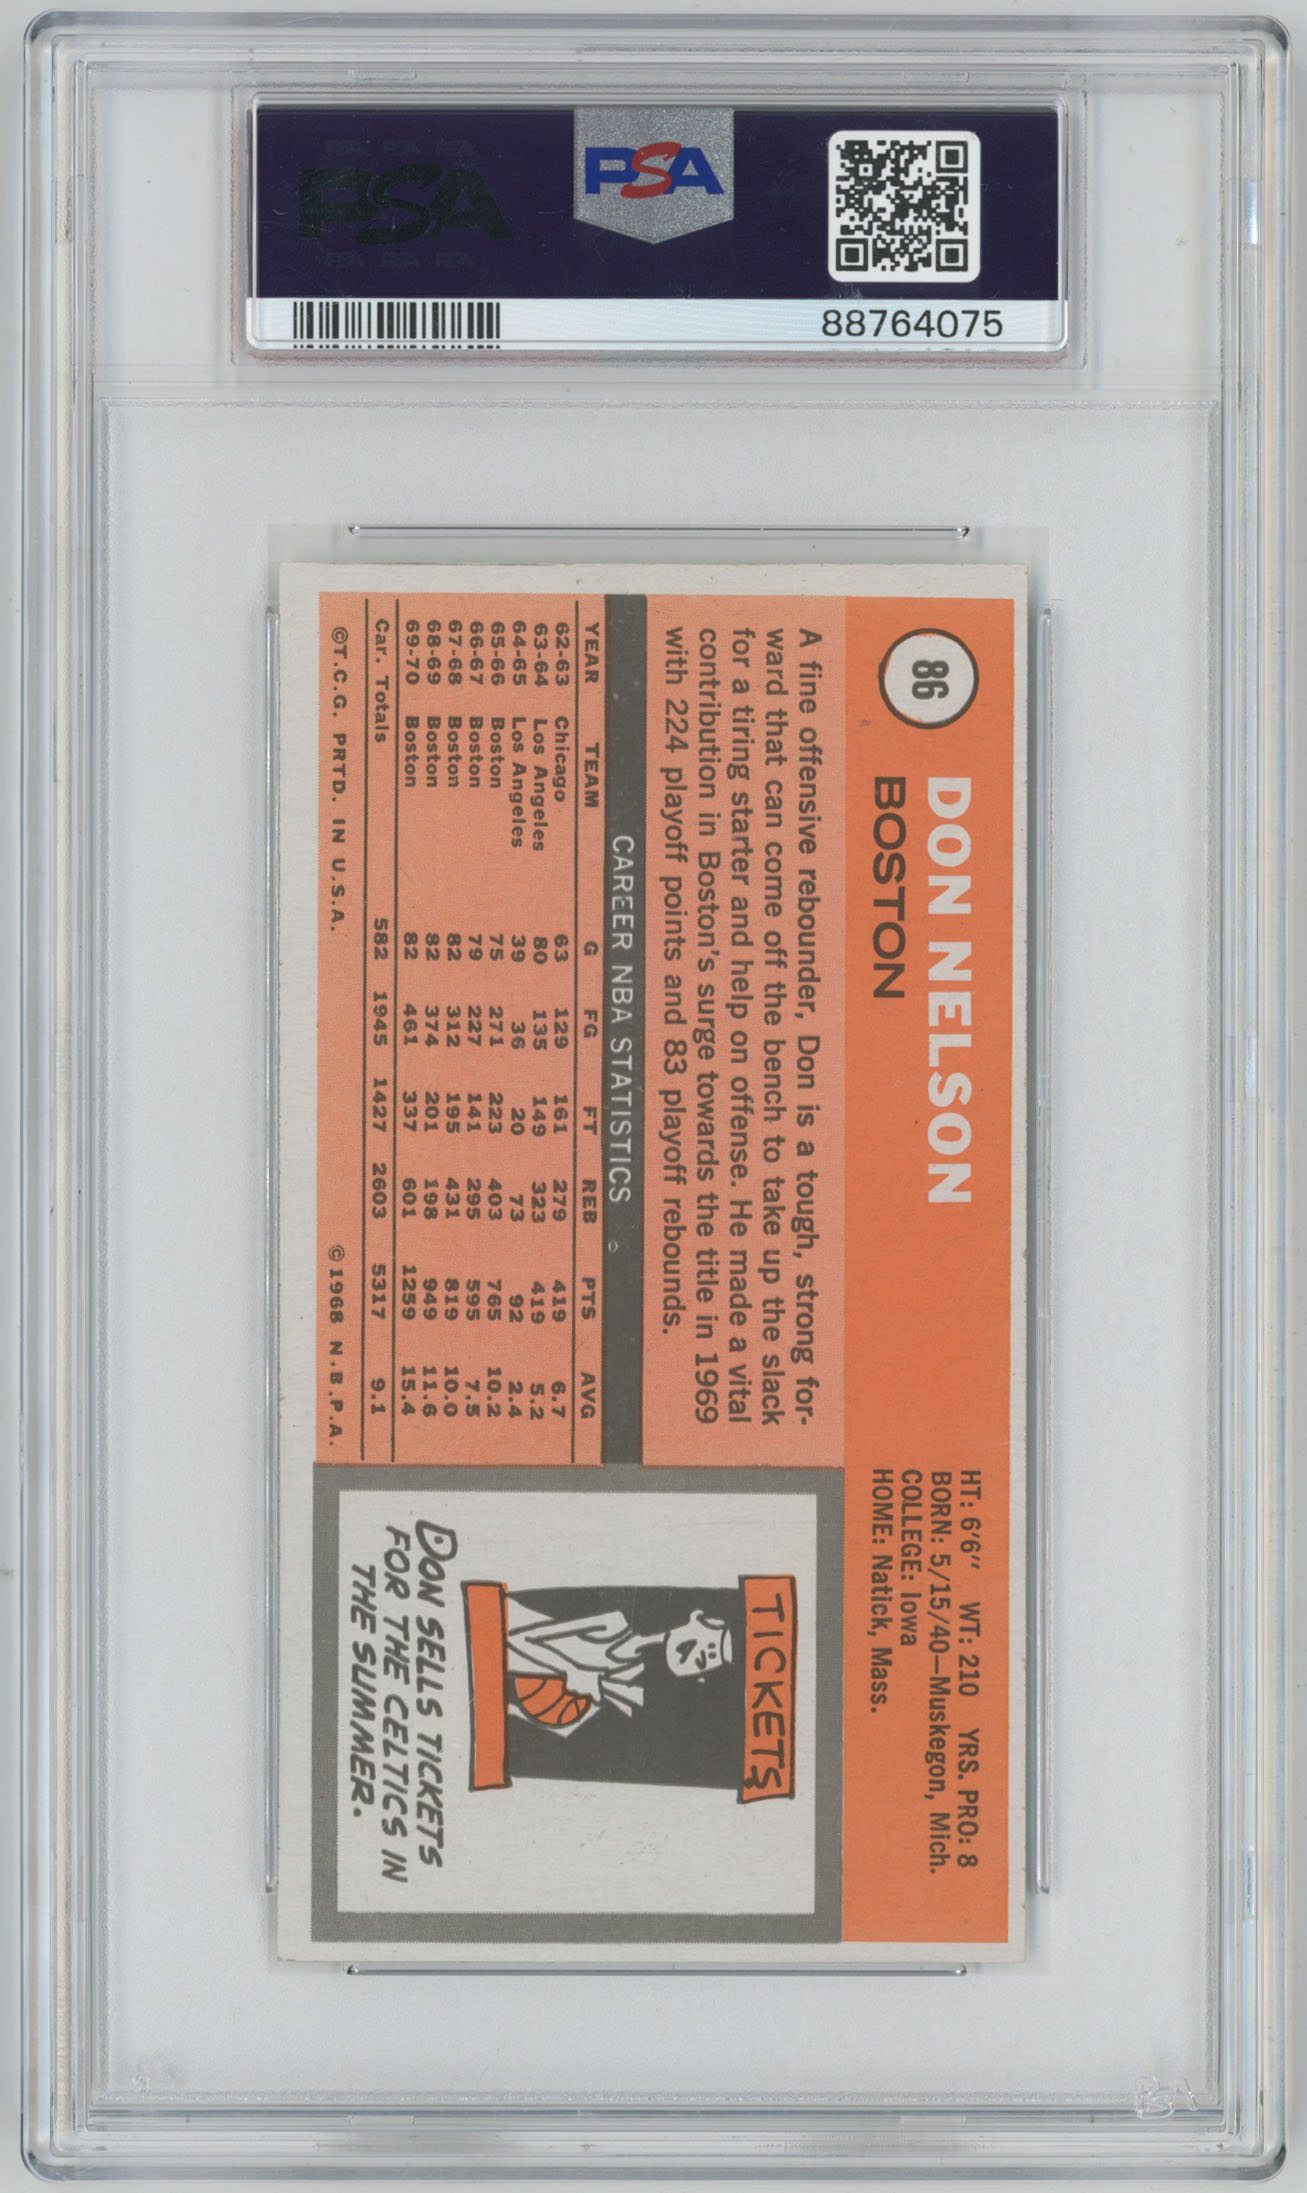 PSA
PSA
88764075
86
DON NELSON
BOSTON
HT: 6'6" WT: 210 YRS. PRO: 8
BORN: 5/15/40—Muskegon, Mich.
COLLEGE: Iowa
HOME: Natick, Mass.
A fine offensive rebounder, Don is a tough, strong for-
ward that can come off the bench to take up the slack
for a tiring starter and help on offense. He made a vital
contribution in Boston's surge towards the title in 1969
with 224 playoff points and 83 playoff rebounds.
CAREER NBA STATISTICS
YEAR TEAM G FG FT REB PTS AVG
62-63 Chicago 63 129 161 279 419 6.7
63-64 Los Angeles 80 135 149 323 419 5.2
64-65 Los Angeles 39 36 20 73 92 2.4
65-66 Boston 75 271 223 403 765 10.2
66-67 Boston 79 227 141 295 595 7.5
67-68 Boston 82 312 195 431 819 10.0
68-69 Boston 82 374 201 198 949 11.6
69-70 Boston 82 461 337 601 1259 15.4
Car. Totals 582 1945 1427 2603 5317 9.1
©T.C.G. PRTD. IN U.S.A. ©1968 N.B.P.A.
TICKETS
DON SELLS TICKETS
FOR THE CELTICS IN
THE SUMMER.
PSA